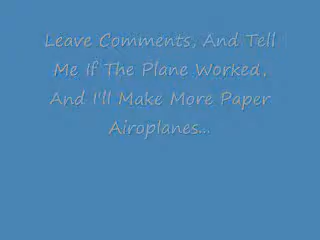 Leave Comments, And Tell
Me If The Plane Worked,
And I'll Make More Paper
Airoplanes...